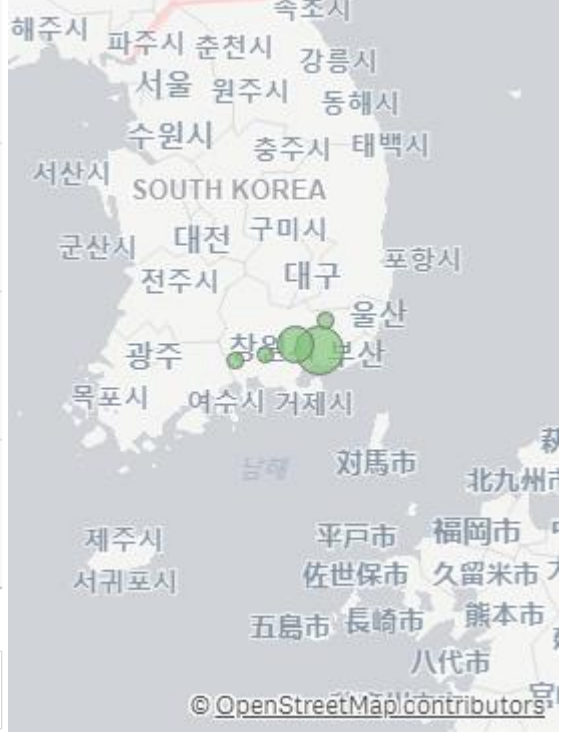 속초시
해주시
파주시 춘천시
강릉시
서울 원주시
동해시
수원시
충주시 태백시
서산시
SOUTH KOREA
군산시 대전 구미시
포항시
전주시 대구
울산
광주 창원 부산
목포시 여수시 거제시
남해 対馬市
北九州市
제주시 平戸市 福岡市
서귀포시 佐世保市 久留米市
五島市 長崎市 熊本市
八代市
© OpenStreetMap contributors